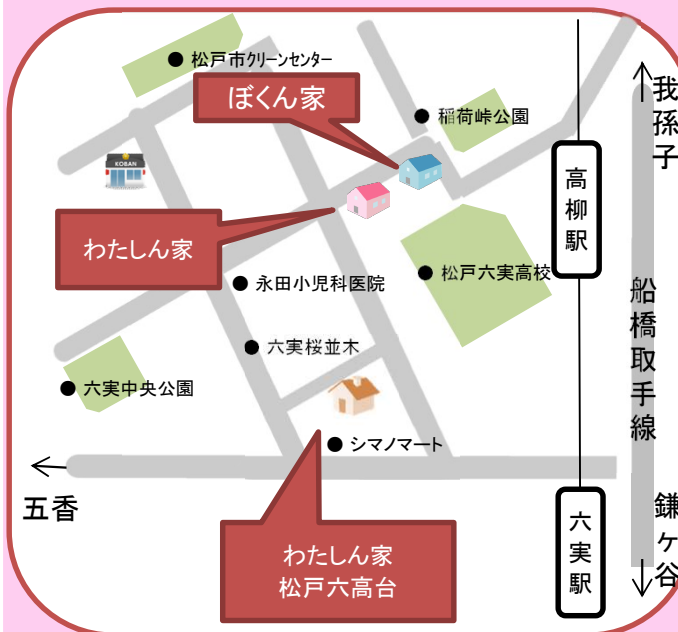 松戸市クリーンセンター
ぼくん家
稲荷峠公園
我孫子
KOBAN
高柳駅
わたしん家
永田小児科医院
松戸六実高校
船橋取手線
六実桜並木
六実中央公園
シマノマート
五香
わたしん家
松戸六高台
六実駅
鎌ヶ谷